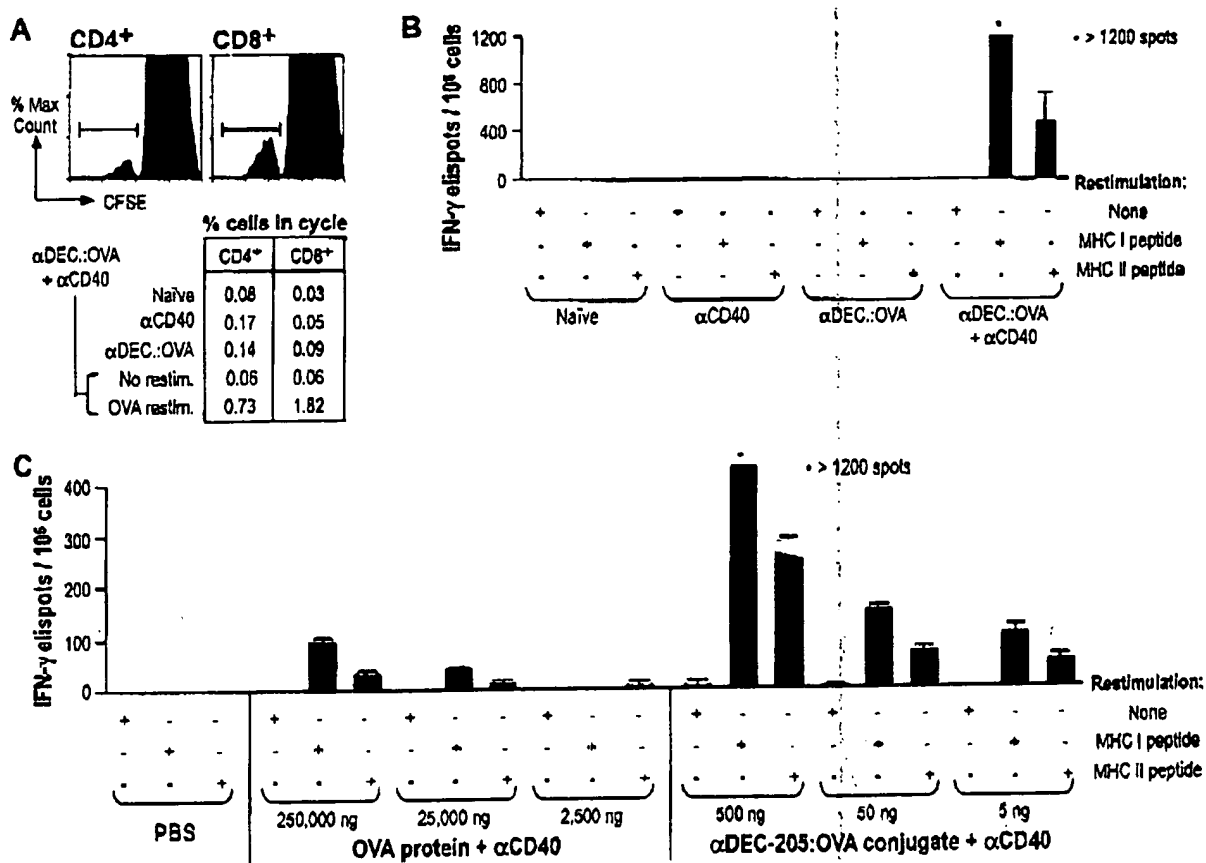 A
CD4+
CD8+
% Max
Count
CFSE
% cells in cycle
CD4+ CD8+
αDEC.:OVA
+ αCD40
Naïve 0.08 0.03
αCD40 0.17 0.05
αDEC.:OVA 0.14 0.09
No restim. 0.06 0.06
OVA restim. 0.73 1.82
B
IFN-γ elispots / 10⁶ cells
1200
800
400
0
• > 1200 spots
•
Restimulation:
+ - - + - - + - - + - - None
- + - - + - - + - - + - MHC I peptide
- - + - - + - - + - - + MHC II peptide
Naïve αCD40 αDEC.:OVA αDEC.:OVA
+ αCD40
C
IFN-γ elispots / 10⁶ cells
400
300
200
100
0
•
• > 1200 spots
Restimulation:
+ - - + - - + - - + - - + - - + - - + - - None
- + - - + - - + - - + - - + - - + - - + - MHC I peptide
- - + - - + - - + - - + - - + - - + - - + MHC II peptide
PBS 250,000 ng 25,000 ng 2,500 ng 500 ng 50 ng 5 ng
OVA protein + αCD40 αDEC-205:OVA conjugate + αCD40